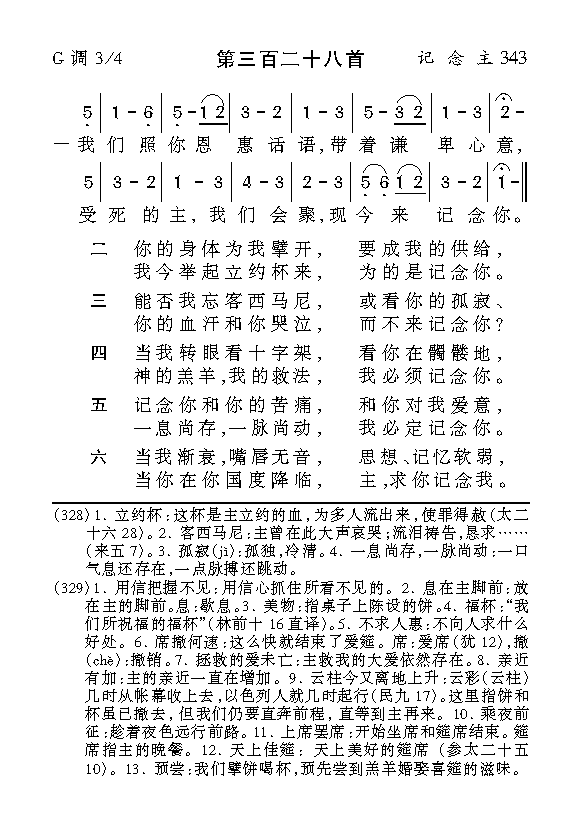 G 调 3/4 第三百二十八首 记念主 343
5 | 1 - 6 | 5 - 1 2 | 3 - 2 | 1 - 3 | 5 - 3 2 | 1 - 3 | 2 -
一 我们照你恩惠话语,带着谦卑心意,
5 | 3 - 2 | 1 - 3 | 4 - 3 | 2 - 3 | 5 6 1 2 | 3 - 2 | 1 - ‖
受死的主,我们会聚,现今来记念你。
二 你的身体为我擘开, 要成我的供给,
我今举起立约杯来, 为的是记念你。
三 能否我忘客西马尼, 或看你的孤寂、
你的血汗和你哭泣, 而不来记念你?
四 当我转眼看十字架, 看你在髑髅地,
神的羔羊,我的救法, 我必须记念你。
五 记念你和你的苦痛, 和你对我爱意,
一息尚存,一脉尚动, 我必定记念你。
六 当我渐衰,嘴唇无音, 思想、记忆软弱,
当你在你国度降临, 主,求你记念我。
(328) 1. 立约杯:这杯是主立约的血,为多人流出来,使罪得赦(太二
十六 28)。2. 客西马尼:主曾在此大声哀哭;流泪祷告,恳求……
(来五 7)。3. 孤寂(jì):孤独,冷清。4. 一息尚存,一脉尚动:一口
气息还存在,一点脉搏还跳动。
(329) 1. 用信把握不见:用信心抓住所看不见的。2. 息在主脚前:放
在主的脚前。息:歇息。3. 美物:指桌子上陈设的饼。4. 福杯:“我
们所祝福的福杯”(林前十 16 直译)。5. 不求人惠:不向人求什么
好处。6. 席撤何速:这么快就结束了爱筵。席:爱席(犹 12),撤
(chè):撤销。7. 拯救的爱未亡:主救我的大爱依然存在。8. 亲近
有加:主的亲近一直在增加。9. 云柱今又离地上升:云彩(云柱)
几时从帐幕收上去,以色列人就几时起行(民九 17)。这里指饼和
杯虽已撤去,但我们仍要直奔前程,直等到主再来。10. 乘夜前
征:趁着夜色远行前路。11. 上席罢席:开始坐席和筵席结束。筵
席指主的晚餐。12. 天上佳筵:天上美好的筵席(参太二十五
10)。13. 预尝:我们擘饼喝杯,预先尝到羔羊婚娶喜筵的滋味。